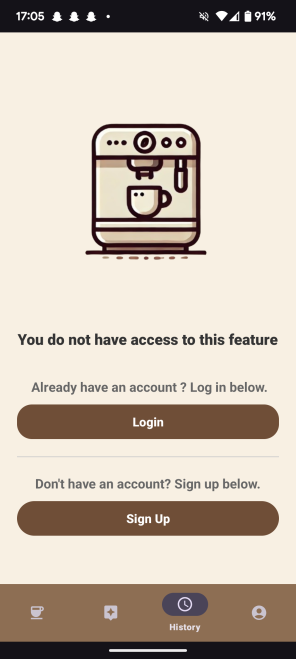 17:05
91%
You do not have access to this feature
Already have an account ? Log in below.
Login
Don't have an account? Sign up below.
Sign Up
History